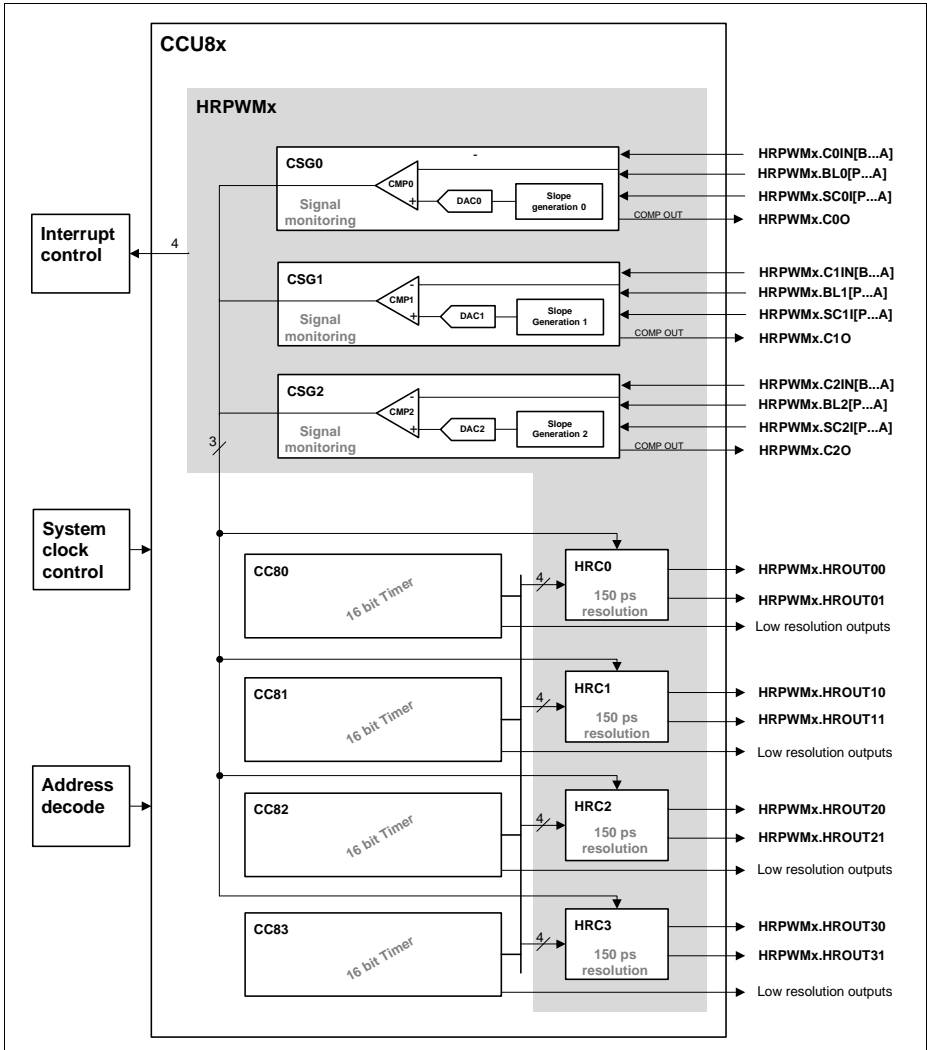 CCU8x
HRPWMx
CSG0
-
CMP0
+
DAC0
Slope
generation 0
Signal
monitoring
COMP OUT
HRPWMx.C0IN[B...A]
HRPWMx.BL0[P...A]
HRPWMx.SC0I[P...A]
HRPWMx.C0O
Interrupt
control
4
CSG1
-
CMP1
+
DAC1
Slope
Generation 1
Signal
monitoring
COMP OUT
HRPWMx.C1IN[B...A]
HRPWMx.BL1[P...A]
HRPWMx.SC1I[P...A]
HRPWMx.C1O
CSG2
-
CMP2
+
DAC2
Slope
Generation 2
Signal
monitoring
COMP OUT
HRPWMx.C2IN[B...A]
HRPWMx.BL2[P...A]
HRPWMx.SC2I[P...A]
HRPWMx.C2O
3
System
clock
control
CC80
16 bit Timer
4
HRC0
150 ps
resolution
HRPWMx.HROUT00
HRPWMx.HROUT01
Low resolution outputs
CC81
16 bit Timer
4
HRC1
150 ps
resolution
HRPWMx.HROUT10
HRPWMx.HROUT11
Low resolution outputs
Address
decode
CC82
16 bit Timer
4
HRC2
150 ps
resolution
HRPWMx.HROUT20
HRPWMx.HROUT21
Low resolution outputs
CC83
16 bit Timer
4
HRC3
150 ps
resolution
HRPWMx.HROUT30
HRPWMx.HROUT31
Low resolution outputs